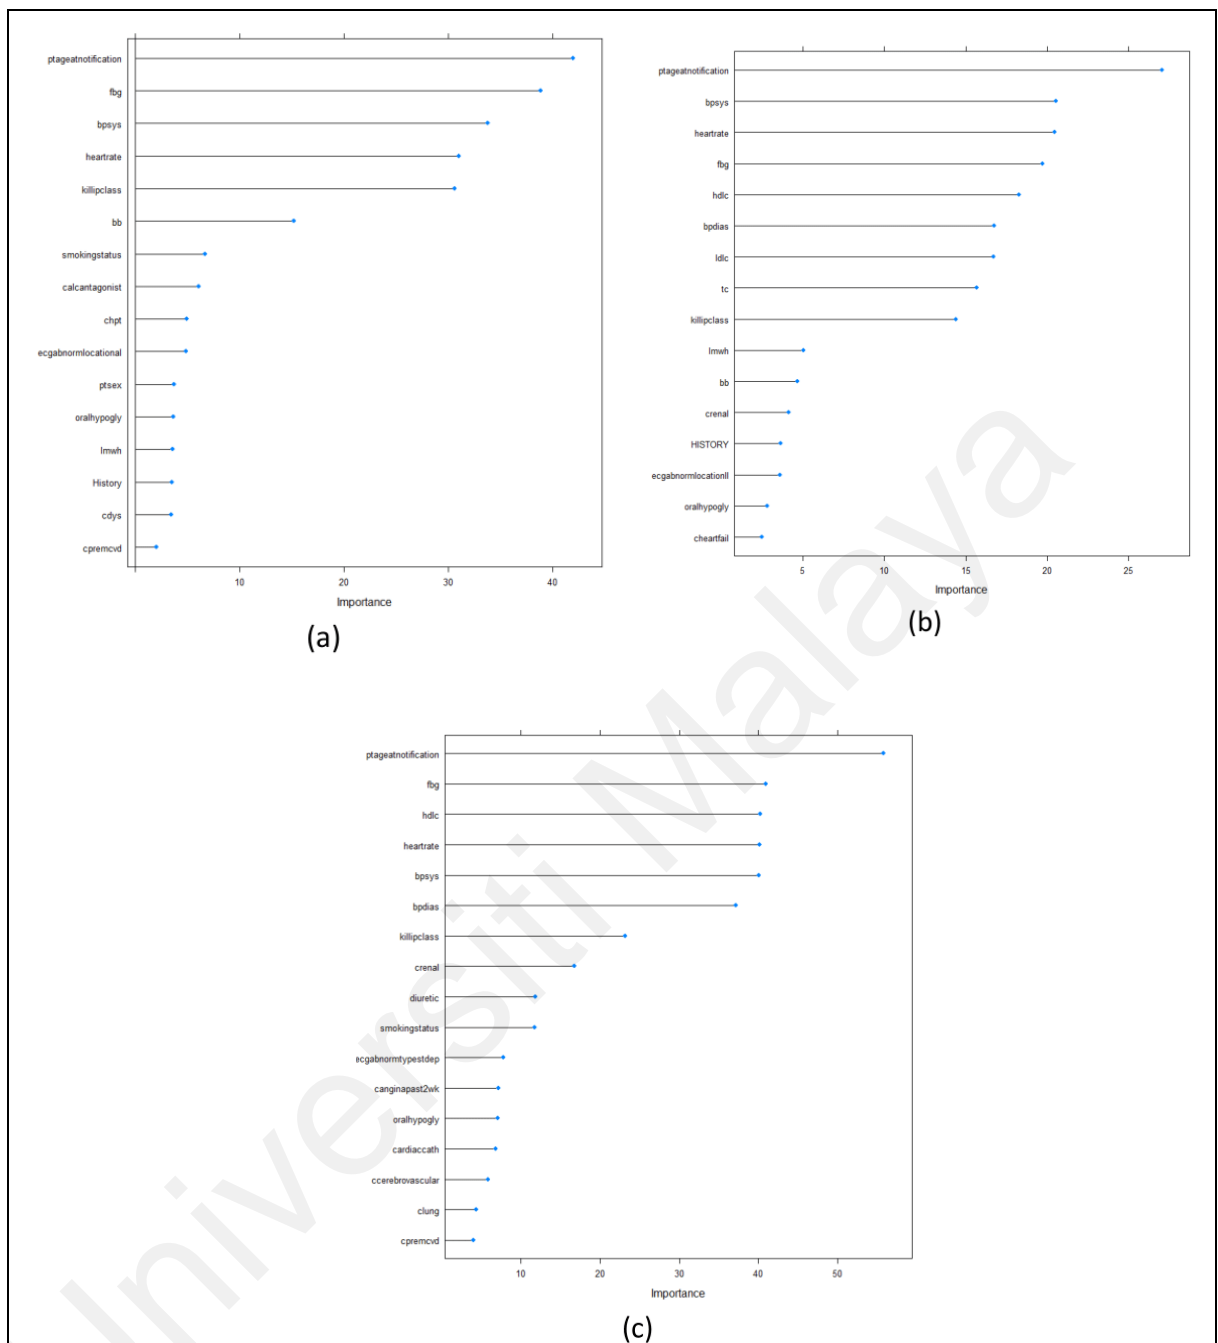 ptageatnotification
fbg
bpsys
heartrate
killipclass
bb
smokingstatus
calcantagonist
chpt
ecgabnormlocational
ptsex
oralhypogly
lmwh
History
cdys
cpremcvd
10 20 30 40
Importance
(a)
ptageatnotification
bpsys
heartrate
fbg
hdlc
bpdias
ldlc
tc
killipclass
lmwh
bb
crenal
HISTORY
ecgabnormlocationll
oralhypogly
cheartfail
5 10 15 20 25
Importance
(b)
ptageatnotification
fbg
hdlc
heartrate
bpsys
bpdias
killipclass
crenal
diuretic
smokingstatus
ecgabnormtypestdep
canginapast2wk
oralhypogly
cardiaccath
ccerebrovascular
clung
cpremcvd
10 20 30 40 50
Importance
(c)
Universiti Malaya